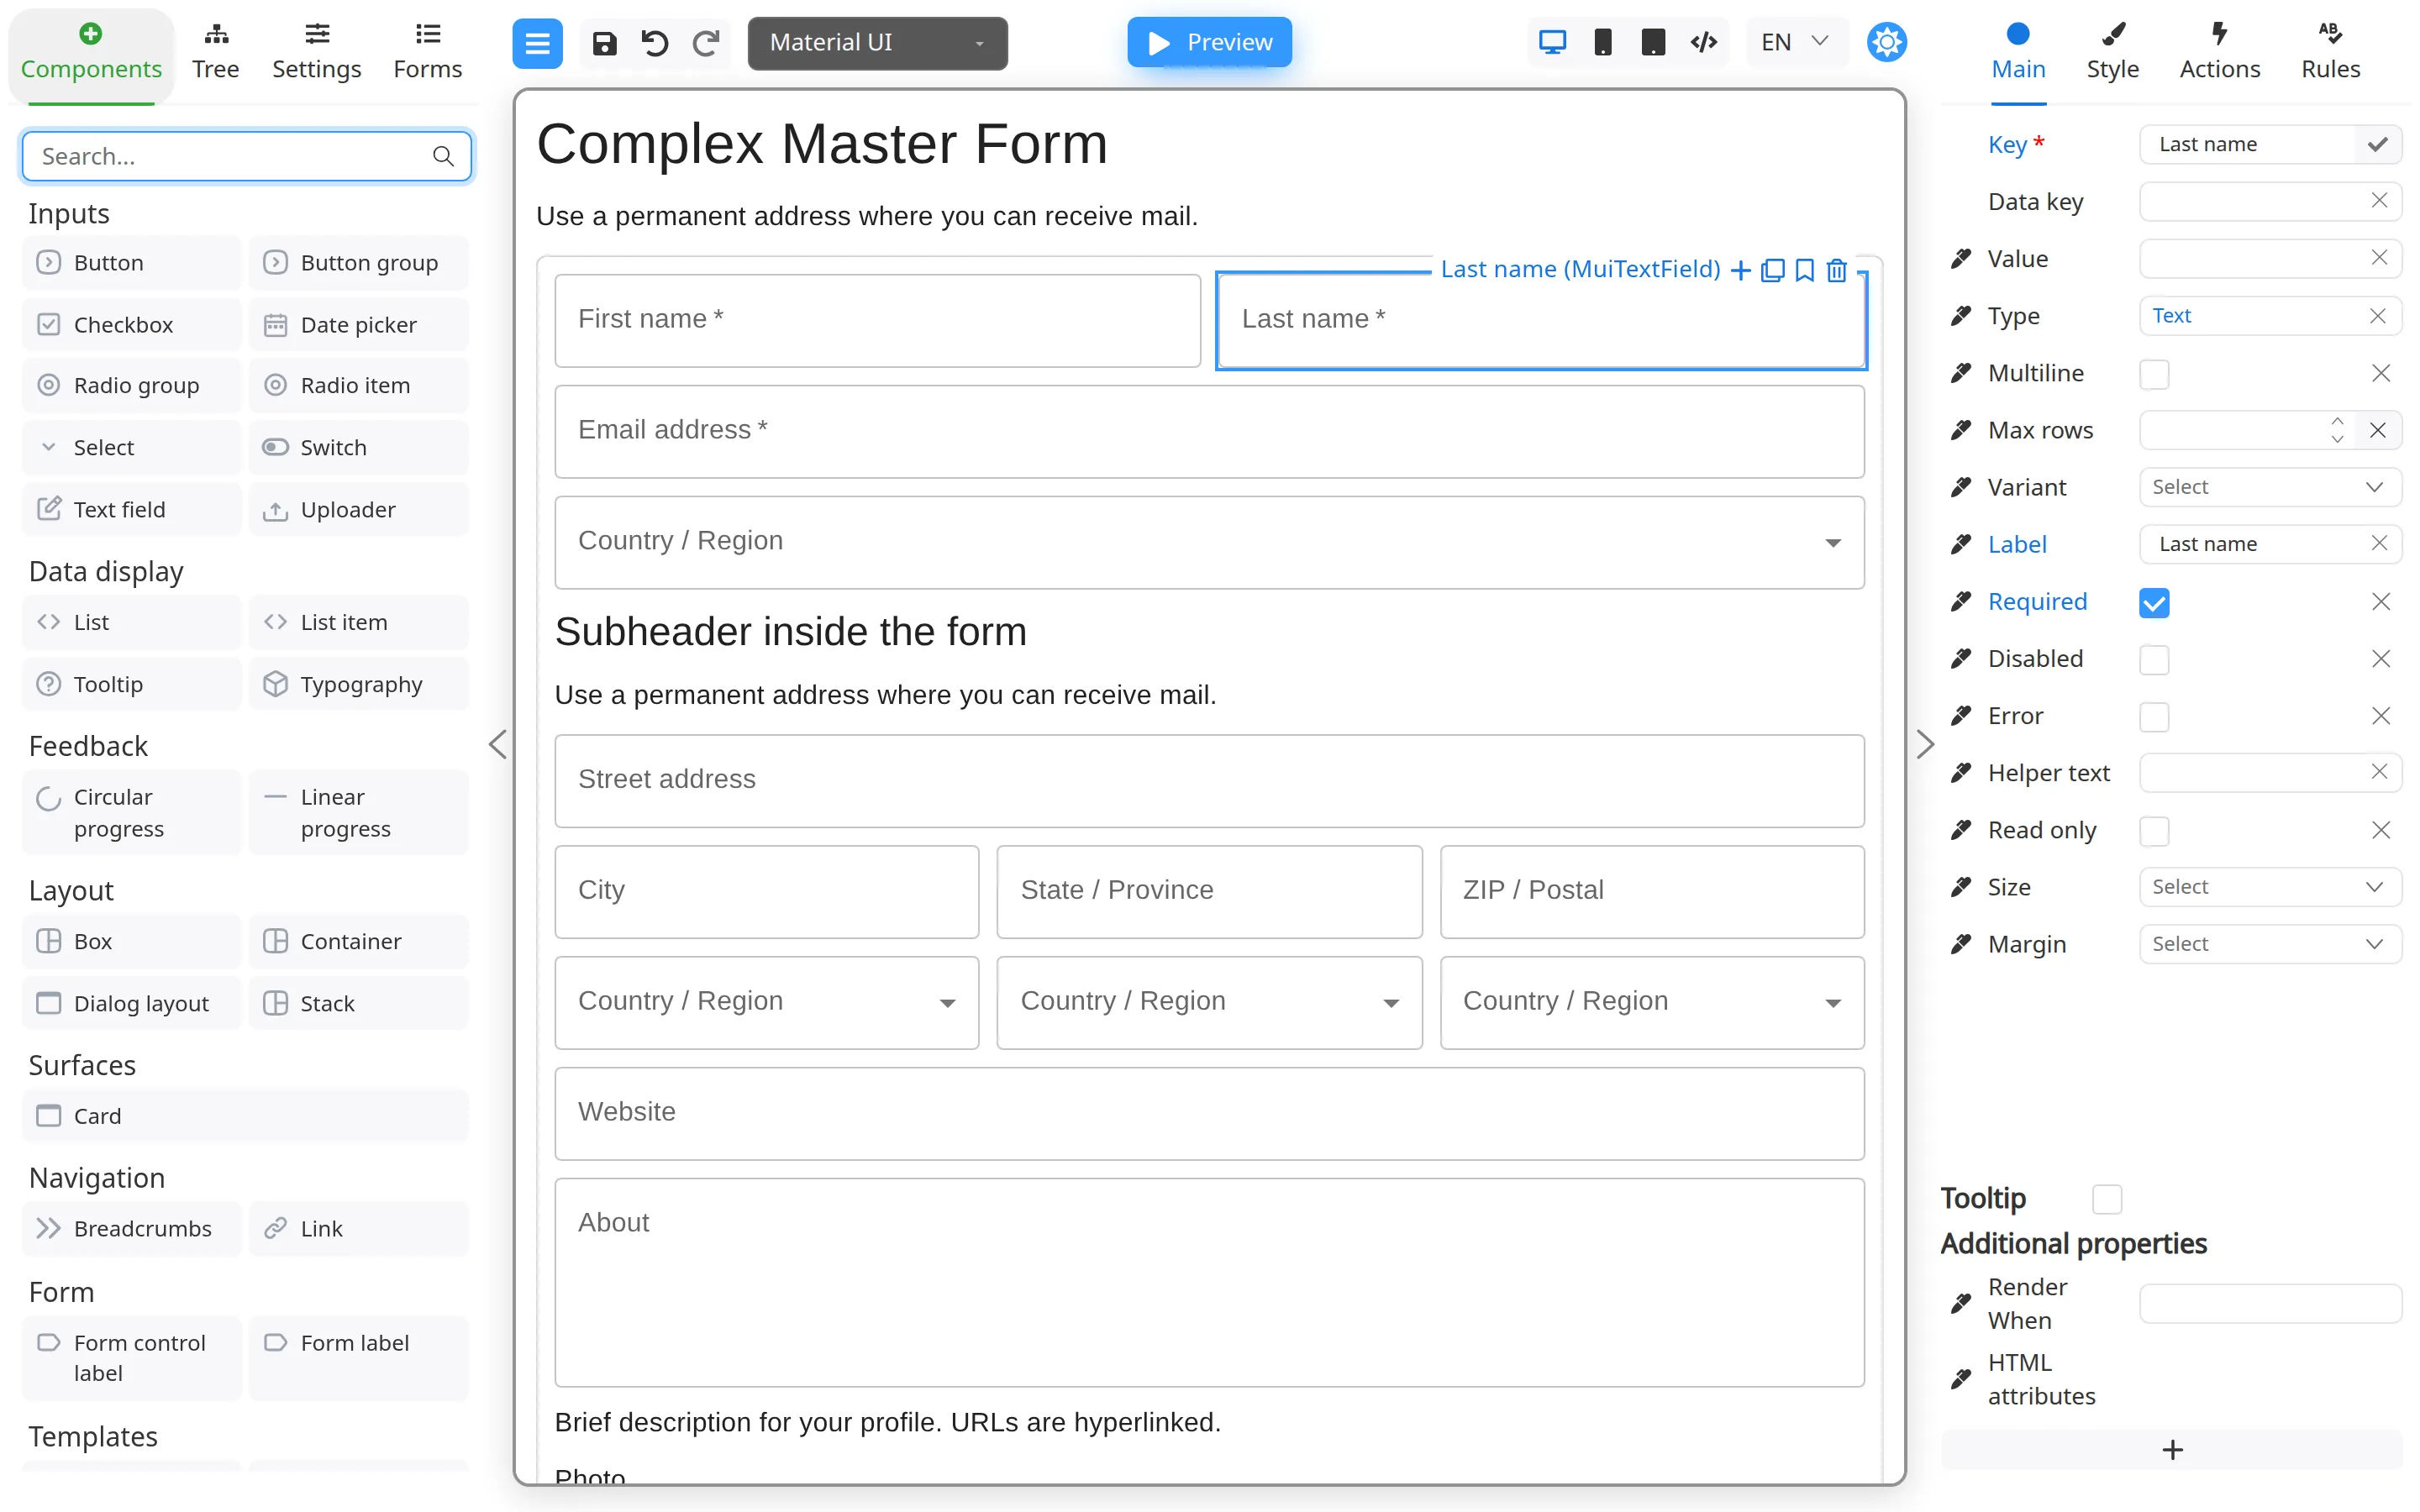 Components
Tree
Settings
Forms
Material UI
Preview
EN
Main
Style
Actions
Rules
Search...
Inputs
Button
Button group
Checkbox
Date picker
Radio group
Radio item
Select
Switch
Text field
Uploader
Data display
List
List item
Tooltip
Typography
Feedback
Circular
progress
Linear
progress
Layout
Box
Container
Dialog layout
Stack
Surfaces
Card
Navigation
Breadcrumbs
Link
Form
Form control
label
Form label
Templates
Complex Master Form
Use a permanent address where you can receive mail.
Last name (MuiTextField)
First name *
Last name *
Email address *
Country / Region
Subheader inside the form
Use a permanent address where you can receive mail.
Street address
City
State / Province
ZIP / Postal
Country / Region
Country / Region
Country / Region
Website
About
Brief description for your profile. URLs are hyperlinked.
Photo
Key *
Last name
Data key
Value
Type
Text
Multiline
Max rows
Variant
Select
Label
Last name
Required
Disabled
Error
Helper text
Read only
Size
Select
Margin
Select
Tooltip
Additional properties
Render
When
HTML
attributes